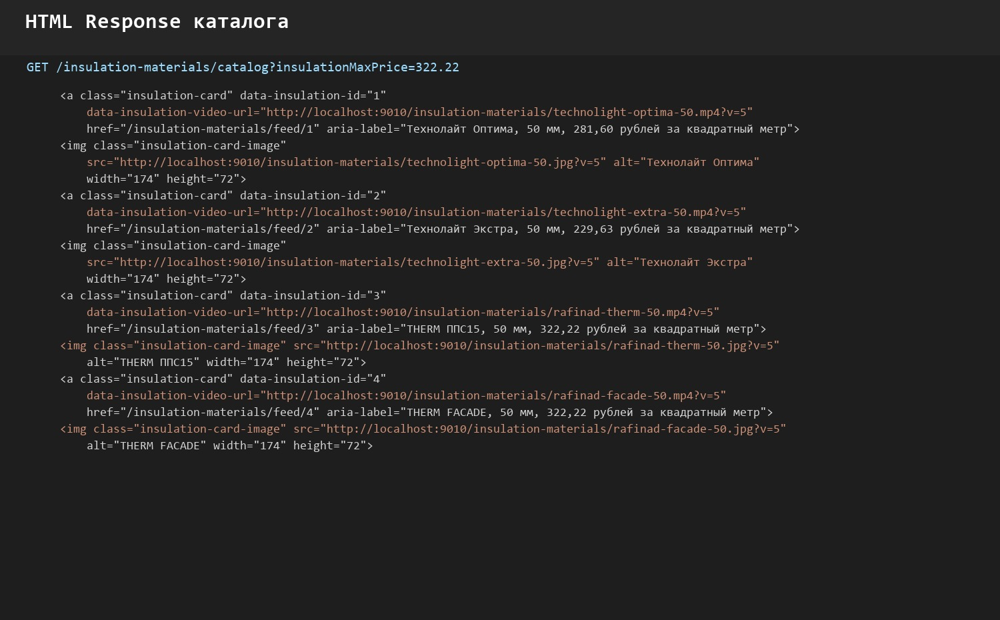 HTML Response каталога
GET /insulation-materials/catalog?insulationMaxPrice=322.22
<a class="insulation-card" data-insulation-id="1"
data-insulation-video-url="http://localhost:9010/insulation-materials/technolight-optima-50.mp4?v=5"
href="/insulation-materials/feed/1" aria-label="Технолайт Оптима, 50 мм, 281,60 рублей за квадратный метр">
<img class="insulation-card-image"
src="http://localhost:9010/insulation-materials/technolight-optima-50.jpg?v=5" alt="Технолайт Оптима"
width="174" height="72">
<a class="insulation-card" data-insulation-id="2"
data-insulation-video-url="http://localhost:9010/insulation-materials/technolight-extra-50.mp4?v=5"
href="/insulation-materials/feed/2" aria-label="Технолайт Экстра, 50 мм, 229,63 рублей за квадратный метр">
<img class="insulation-card-image"
src="http://localhost:9010/insulation-materials/technolight-extra-50.jpg?v=5" alt="Технолайт Экстра"
width="174" height="72">
<a class="insulation-card" data-insulation-id="3"
data-insulation-video-url="http://localhost:9010/insulation-materials/rafinad-therm-50.mp4?v=5"
href="/insulation-materials/feed/3" aria-label="THERM ППС15, 50 мм, 322,22 рублей за квадратный метр">
<img class="insulation-card-image" src="http://localhost:9010/insulation-materials/rafinad-therm-50.jpg?v=5"
alt="THERM ППС15" width="174" height="72">
<a class="insulation-card" data-insulation-id="4"
data-insulation-video-url="http://localhost:9010/insulation-materials/rafinad-facade-50.mp4?v=5"
href="/insulation-materials/feed/4" aria-label="THERM FACADE, 50 мм, 322,22 рублей за квадратный метр">
<img class="insulation-card-image" src="http://localhost:9010/insulation-materials/rafinad-facade-50.jpg?v=5"
alt="THERM FACADE" width="174" height="72">